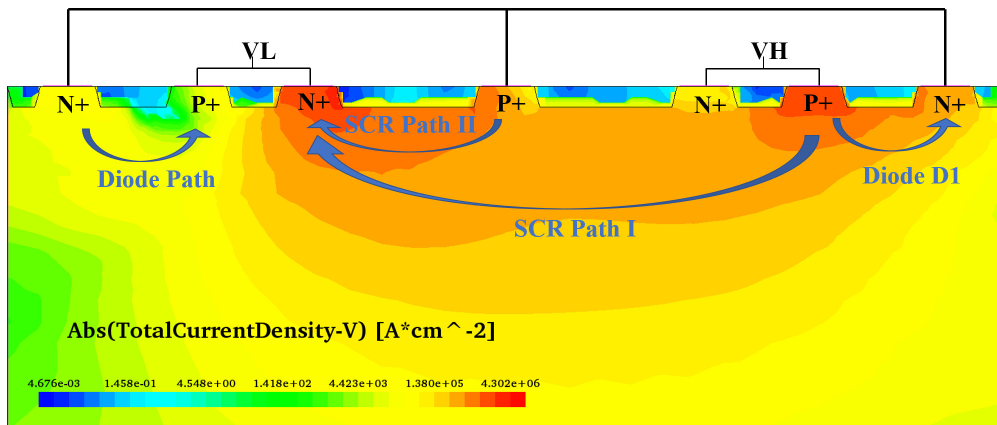 VL
VH
N+
P+
N+
P+
N+
P+
N+
SCR Path II
Diode Path
Diode D1
SCR Path I
Abs(TotalCurrentDensity-V) [A*cm^-2]
4.676e-03 1.458e-01 4.548e+00 1.418e+02 4.423e+03 1.380e+05 4.302e+06